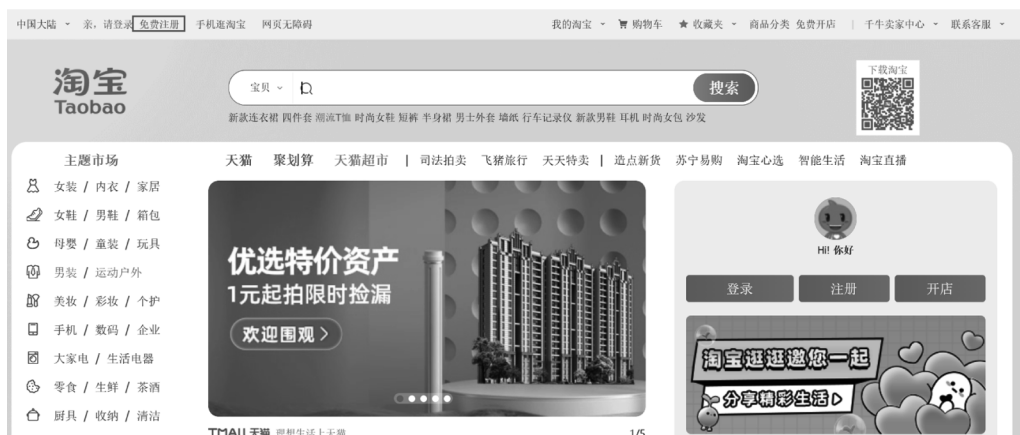 中国大陆 亲，请登录 免费注册 手机逛淘宝 网页无障碍 我的淘宝 购物车 收藏夹 商品分类 免费开店 | 千牛卖家中心 联系客服
淘宝
Taobao
宝贝 搜索
新款连衣裙 四件套 潮流T恤 时尚女鞋 短裤 半身裙 男士外套 墙纸 行车记录仪 新款男鞋 耳机 时尚女包 沙发
下载淘宝
主题市场
天猫 聚划算 天猫超市 | 司法拍卖 飞猪旅行 天天特卖 | 造点新货 苏宁易购 淘宝心选 智能生活 淘宝直播
女装 / 内衣 / 家居
女鞋 / 男鞋 / 箱包
母婴 / 童装 / 玩具
男装 / 运动户外
美妆 / 彩妆 / 个护
手机 / 数码 / 企业
大家电 / 生活电器
零食 / 生鲜 / 茶酒
厨具 / 收纳 / 清洁
优选特价资产
1元起拍限时捡漏
欢迎围观 >
Hi! 你好
登录 注册 开店
淘宝逛逛邀您一起
分享精彩生活
TMALL 天猫 理想生活上天猫 1/5